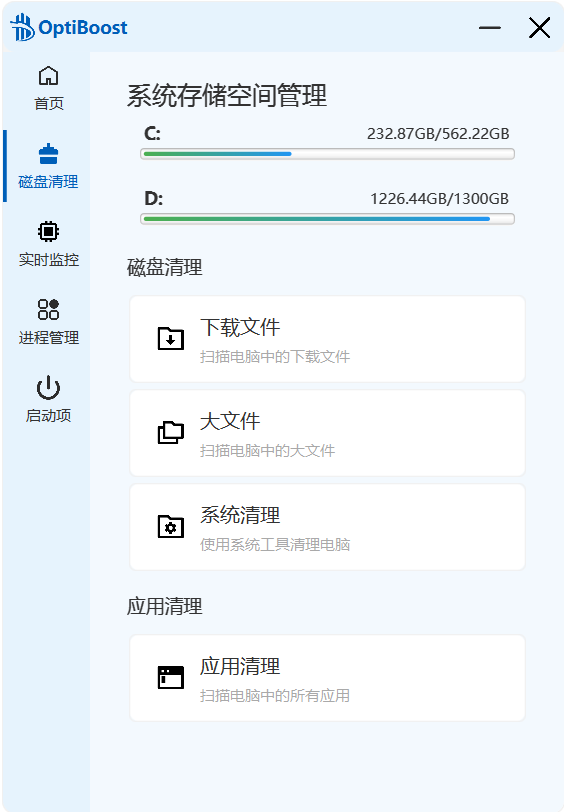 OptiBoost
首页
磁盘清理
实时监控
进程管理
启动项
系统存储空间管理
C: 232.87GB/562.22GB
D: 1226.44GB/1300GB
磁盘清理
下载文件
扫描电脑中的下载文件
大文件
扫描电脑中的大文件
系统清理
使用系统工具清理电脑
应用清理
应用清理
扫描电脑中的所有应用